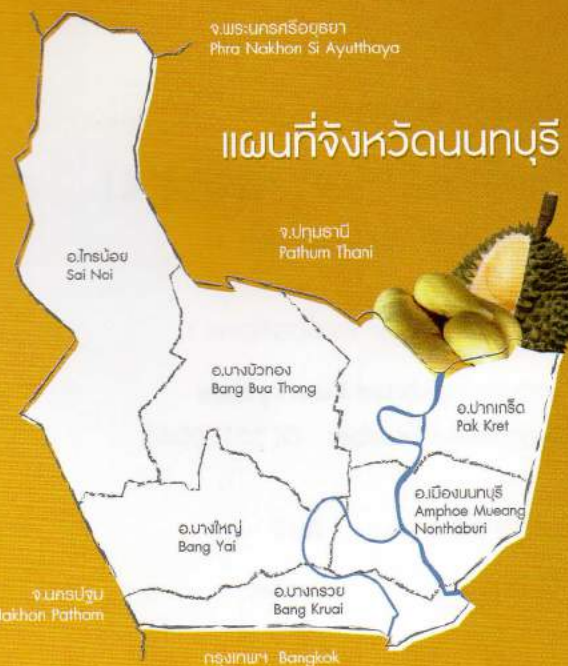 จ.พระนครศรีอยุธยา
Phra Nakhon Si Ayutthaya
แผนที่จังหวัดนนทบุรี
จ.ปทุมธานี
Pathum Thani
อ.ไทรน้อย
Sai Noi
อ.บางบัวทอง
Bang Bua Thong
อ.ปากเกร็ด
Pak Kret
อ.เมืองนนทบุรี
Amphoe Mueang
Nonthaburi
อ.บางใหญ่
Bang Yai
อ.บางกรวย
Bang Kruai
จ.นครปฐม
Nakhon Pathom
กรุงเทพฯ Bangkok